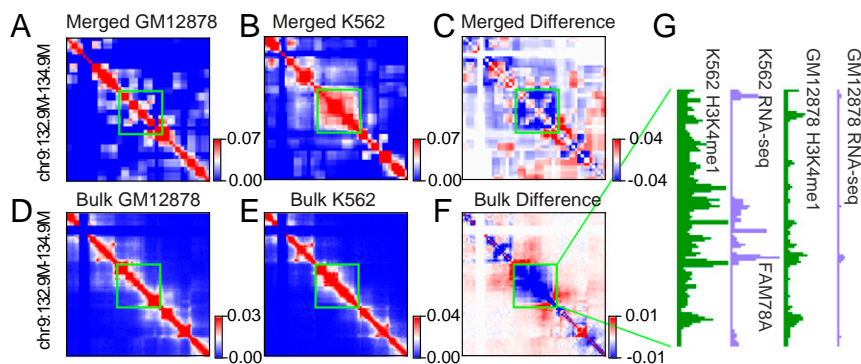 A Merged GM12878
B Merged K562
C Merged Difference
G
chr9:132.9M-134.9M
0.07
0.00
0.07
0.00
0.04
-0.04
D Bulk GM12878
E Bulk K562
F Bulk Difference
chr9:132.9M-134.9M
0.03
0.00
0.04
0.00
0.01
-0.01
K562 H3K4me1
K562 RNA-seq
FAM78A
GM12878 H3K4me1
GM12878 RNA-seq